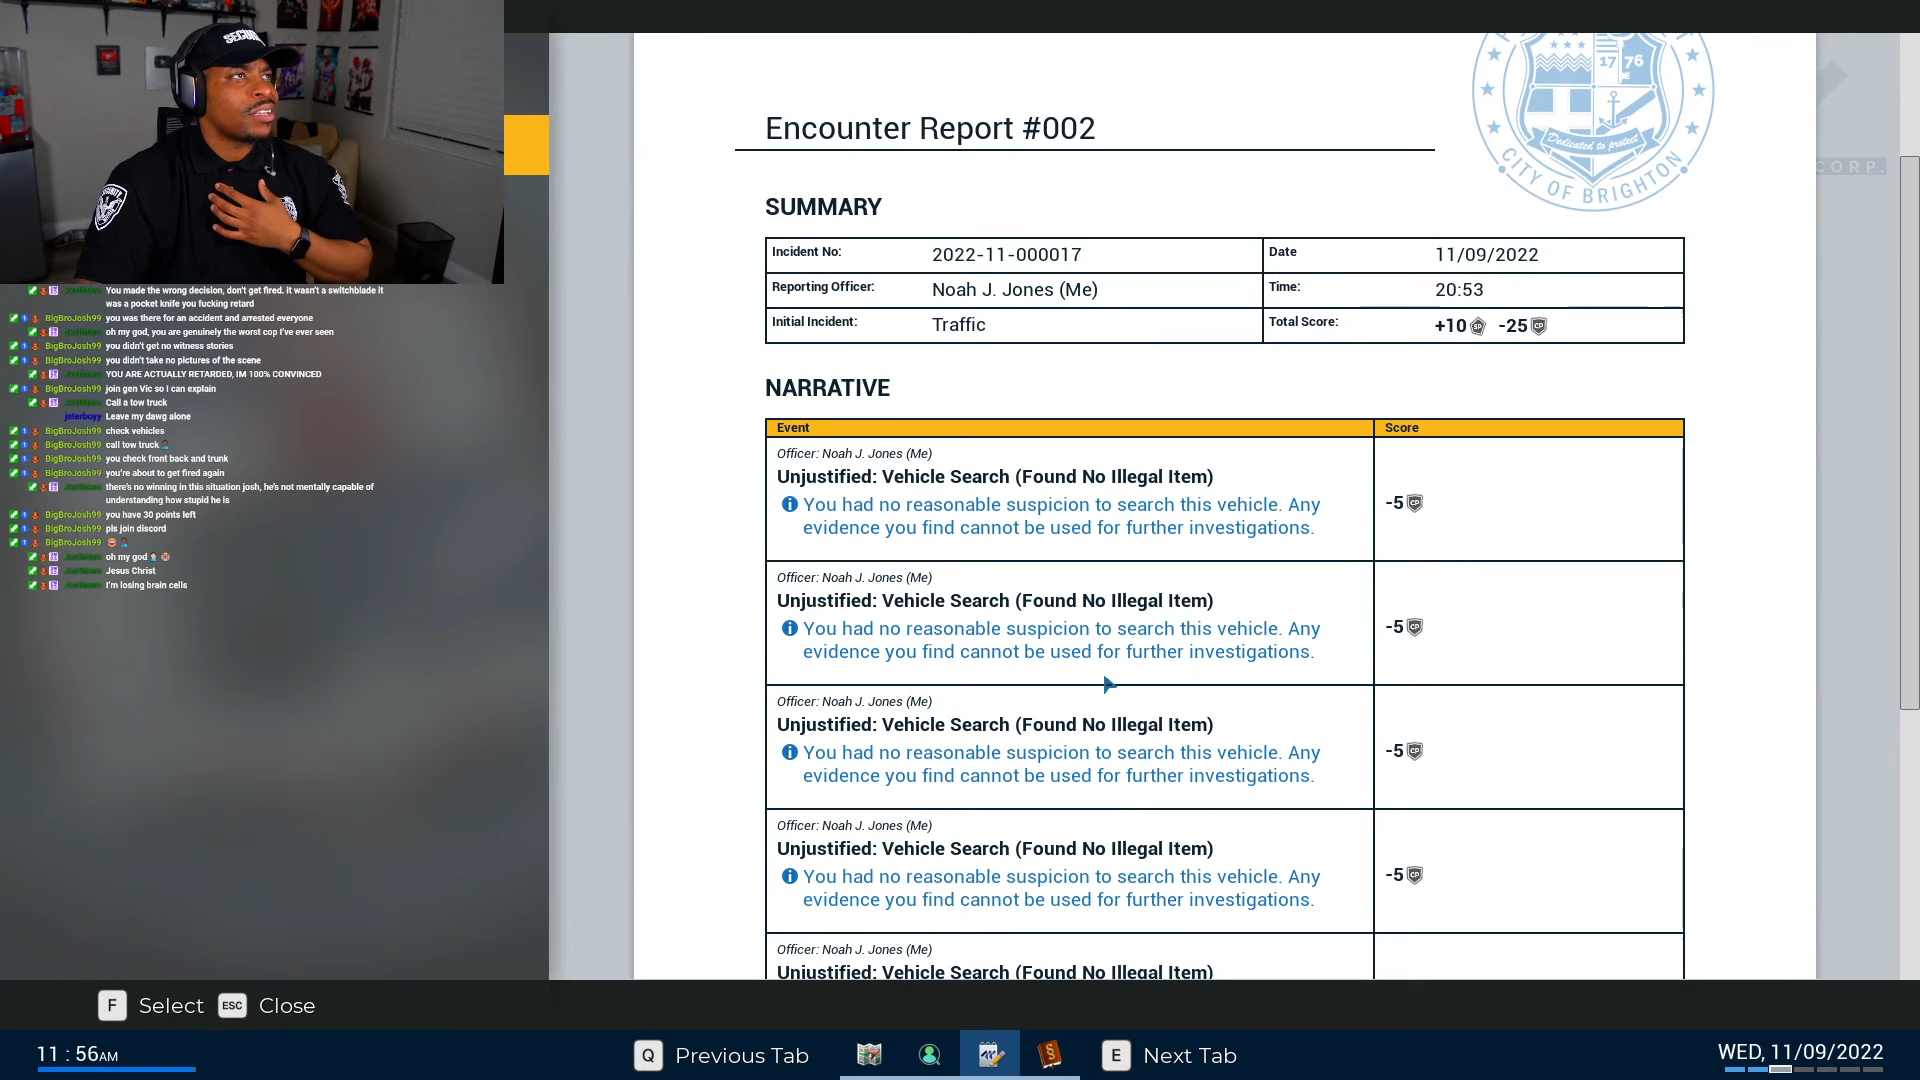 SECURI
You made the wrong decision, don't get fired. it wasn't a switchblade it
was a pocket knife you fucking retard
BigBroJosh99 you was there for an accident and arrested everyone
oh my god, you are genuinely the worst cop I've ever seen
BigBroJosh99 you didn't get no witness stories
BigBroJosh99 you didn't take no pictures of the scene
YOU ARE ACTUALLY RETARDED, IM 100% CONVINCED
BigBroJosh99 join gen Vic so I can explain
Call a tow truck
jeterboyy Leave my dawg alone
BigBroJosh99 check vehicles
BigBroJosh99 call tow truck
BigBroJosh99 you check front back and trunk
BigBroJosh99 you're about to get fired again
there's no winning in this situation josh, he's not mentally capable of
understanding how stupid he is
BigBroJosh99 you have 30 points left
BigBroJosh99 pls join discord
BigBroJosh99
oh my god
Jesus Christ
I'm losing brain cells
Encounter Report #002
17 76
Dedicated to protect
CITY OF BRIGHTON
CORP.
SUMMARY
Incident No: 2022-11-000017 Date 11/09/2022
Reporting Officer: Noah J. Jones (Me) Time: 20:53
Initial Incident: Traffic Total Score: +10 SP -25 CP
NARRATIVE
Event Score
Officer: Noah J. Jones (Me)
Unjustified: Vehicle Search (Found No Illegal Item)
You had no reasonable suspicion to search this vehicle. Any
evidence you find cannot be used for further investigations.
-5 CP
Officer: Noah J. Jones (Me)
Unjustified: Vehicle Search (Found No Illegal Item)
You had no reasonable suspicion to search this vehicle. Any
evidence you find cannot be used for further investigations.
-5 CP
Officer: Noah J. Jones (Me)
Unjustified: Vehicle Search (Found No Illegal Item)
You had no reasonable suspicion to search this vehicle. Any
evidence you find cannot be used for further investigations.
-5 CP
Officer: Noah J. Jones (Me)
Unjustified: Vehicle Search (Found No Illegal Item)
You had no reasonable suspicion to search this vehicle. Any
evidence you find cannot be used for further investigations.
-5 CP
Officer: Noah J. Jones (Me)
Unjustified: Vehicle Search (Found No Illegal Item)
F Select ESC Close
11 : 56AM
Q Previous Tab
E Next Tab
WED, 11/09/2022